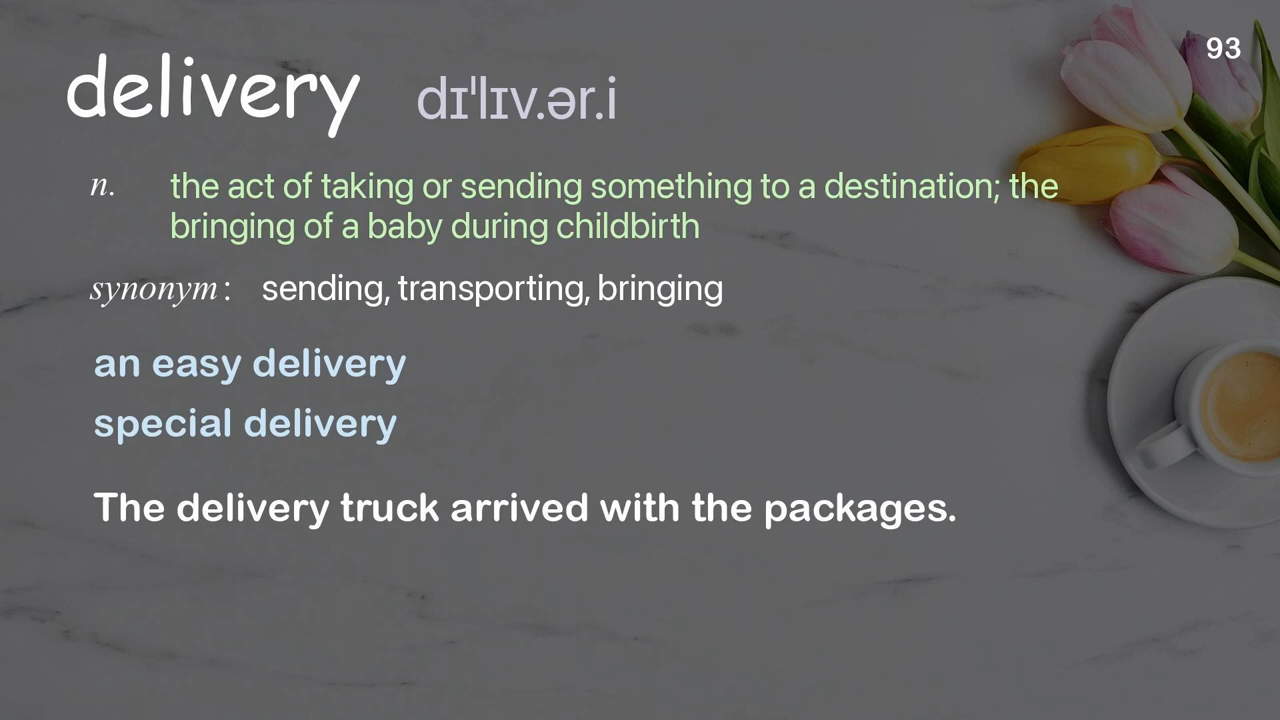 93
delivery dɪˈlɪv.ər.i
n. the act of taking or sending something to a destination; the
bringing of a baby during childbirth
synonym: sending, transporting, bringing
an easy delivery
special delivery
The delivery truck arrived with the packages.